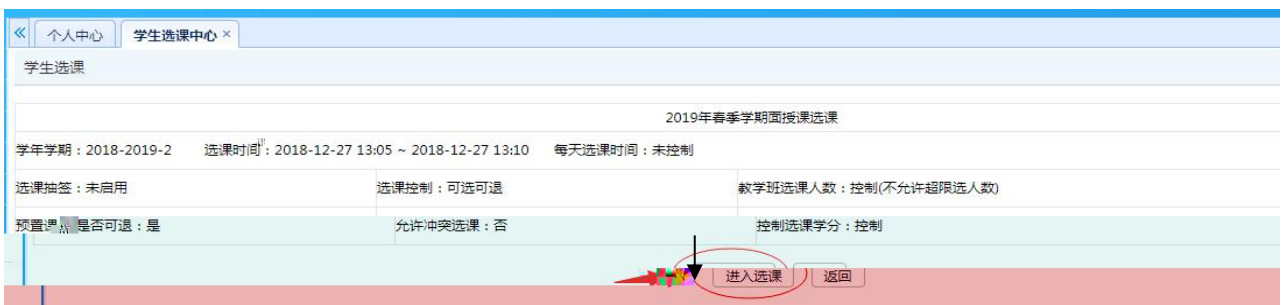 个人中心 学生选课中心 ×
学生选课
2019年春季学期面授课选课
学年学期：2018-2019-2 选课时间：2018-12-27 13:05 ~ 2018-12-27 13:10 每天选课时间：未控制
选课抽签：未启用 选课控制：可选可退 教学班选课人数：控制(不允许超限选人数)
预置课 是否可退：是 允许冲突选课：否 控制选课学分：控制
进入选课 返回